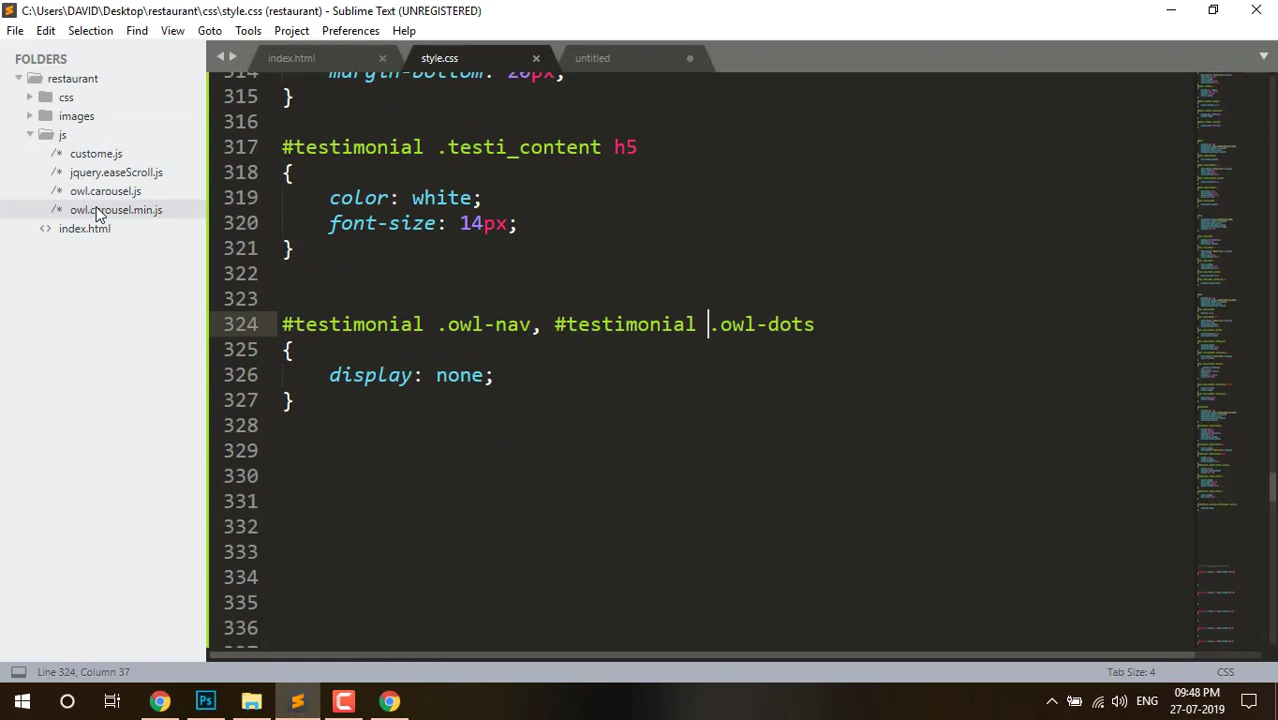 C:\Users\DAVID\Desktop\restaurant\css\style.css (restaurant) - Sublime Text (UNREGISTERED)
File Edit Selection Find View Goto Tools Project Preferences Help
FOLDERS
restaurant
css
images
js
/* custome.js
/* jquery.easeScroll.js
/* owl.carousel.js
/* owl.carousel.min.js
<> index.html
index.html style.css untitled
314 margin-bottom: 20px;
315 }
316
317 #testimonial .testi_content h5
318 {
319 color: white;
320 font-size: 14px;
321 }
322
323
324 #testimonial .owl-nav, #testimonial .owl-dots
325 {
326 display: none;
327 }
328
329
330
331
332
333
334
335
336
Line 324, Column 37 Tab Size: 4 CSS
Ps ENG 09:48 PM
27-07-2019